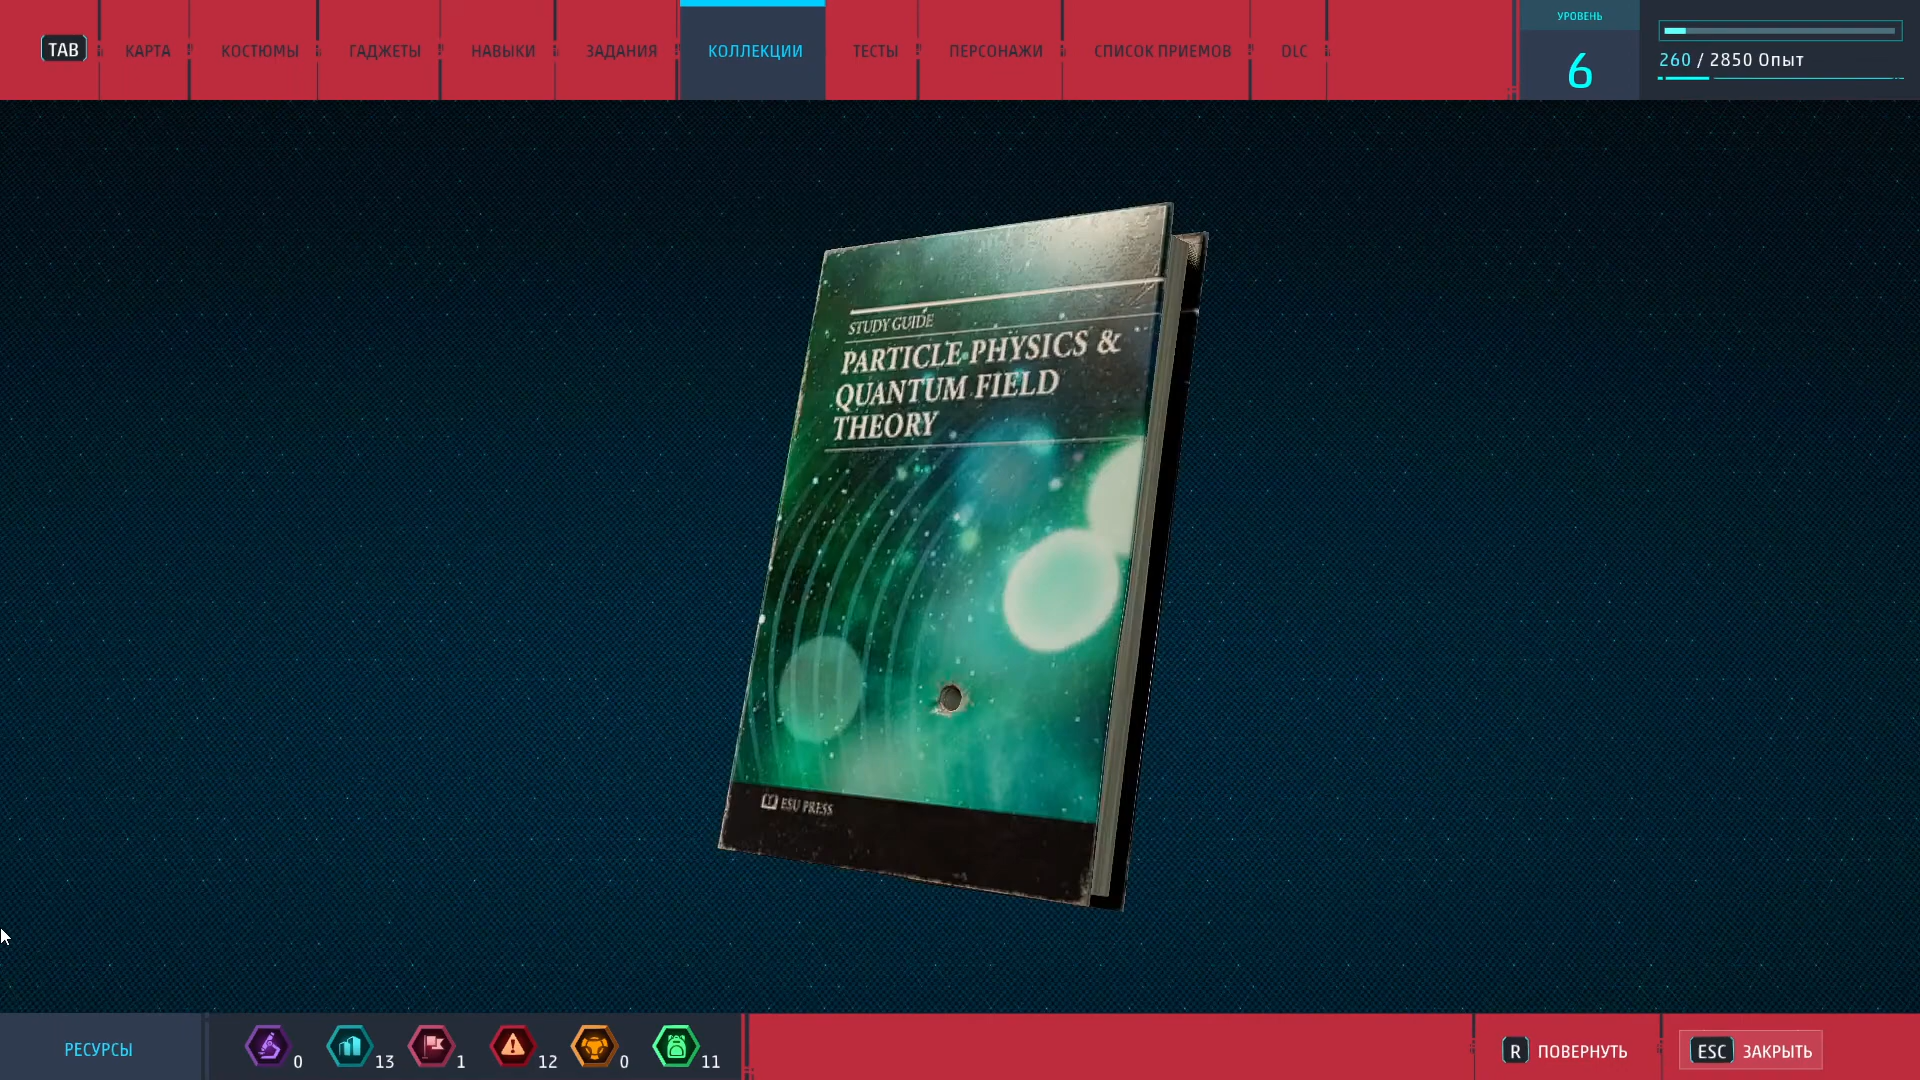 TAB КАРТА КОСТЮМЫ ГАДЖЕТЫ НАВЫКИ ЗАДАНИЯ КОЛЛЕКЦИИ ТЕСТЫ ПЕРСОНАЖИ СПИСОК ПРИЕМОВ DLC
УРОВЕНЬ
6
260 / 2850 Опыт
STUDY GUIDE
PARTICLE PHYSICS &
QUANTUM FIELD
THEORY
ESU PRESS
РЕСУРСЫ 0 13 1 12 0 11
R ПОВЕРНУТЬ ESC ЗАКРЫТЬ